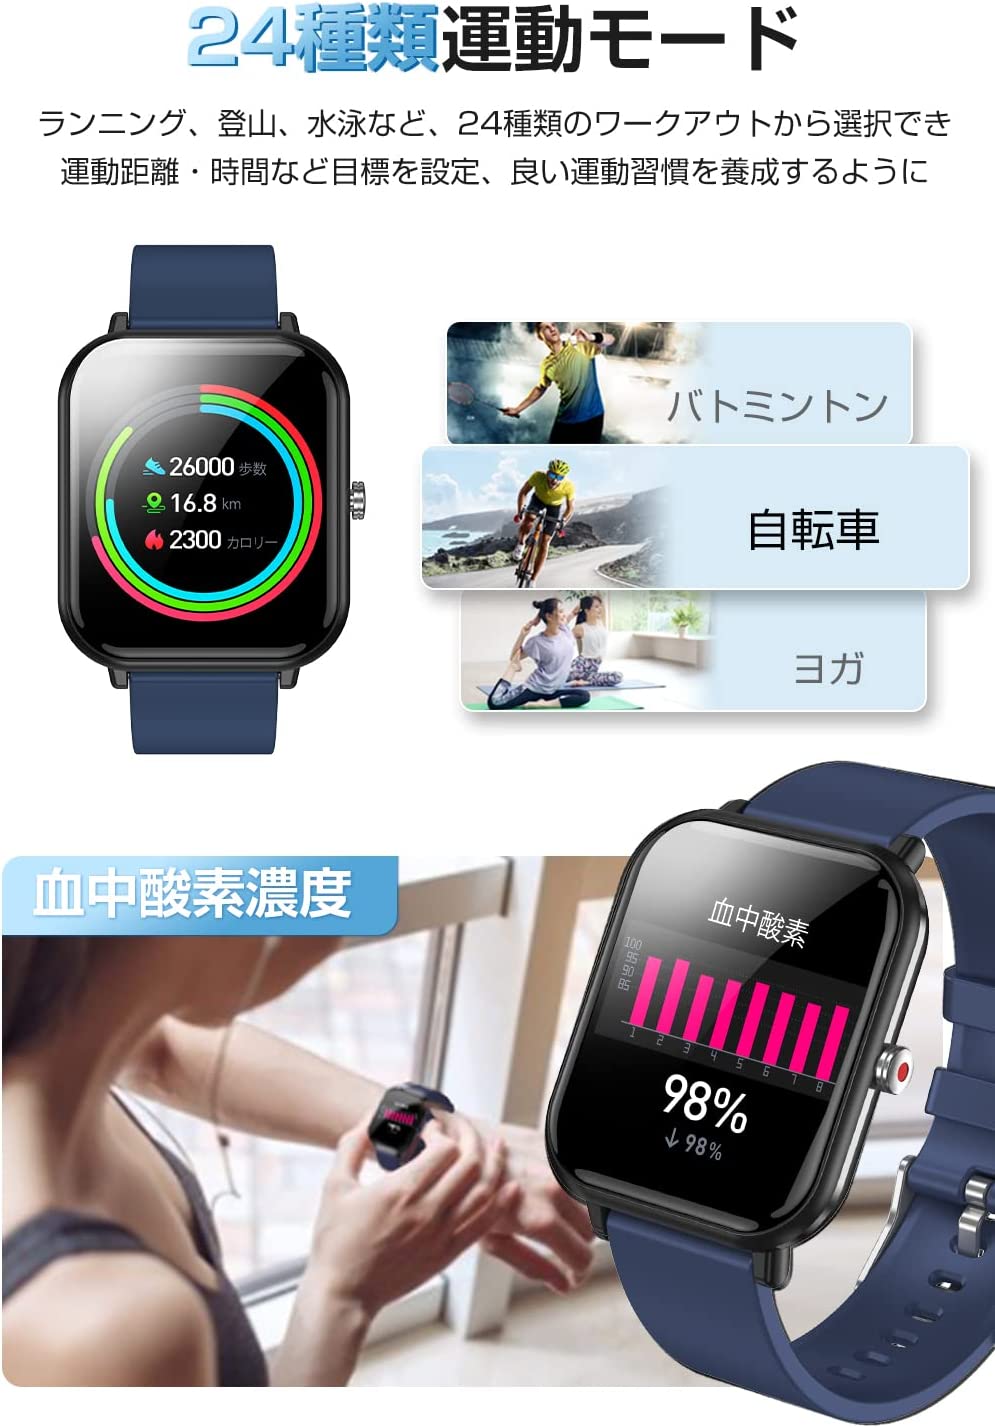 24種類運動モード
ランニング、登山、水泳など、24種類のワークアウトから選択でき
運動距離・時間など目標を設定、良い運動習慣を養成するように
26000 歩数
16.8 km
2300 カロリー
バトミントン
自転車
ヨガ
血中酸素濃度
血中酸素
100
95
90
85
1 2 3 4 5 6 7 8
98%
↓98%